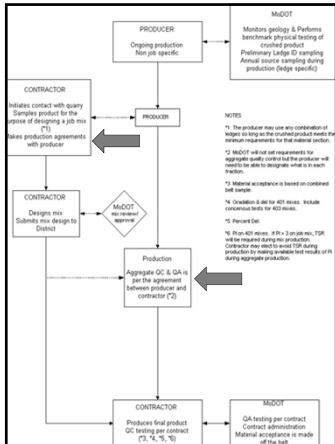 PRODUCER
Ongoing production
Non job specific
MoDOT
Monitors geology & Performs
benchmark physical testing of
crushed product
Preliminary Ledge ID sampling
Annual source sampling during
production (ledge specific)
CONTRACTOR
Initiates contact with quarry
Samples product for the
purpose of designing a job mix
(*1)
Makes production agreements
with producer
PRODUCER
CONTRACTOR
Designs mix
Submits mix design to
District
MoDOT
mix reviewed
approval
Production
Aggregate QC & QA is
per the agreement
between producer and
contractor (*2)
CONTRACTOR
Produces final product
QC testing per contract
(*3, *4, *5, *6)
MoDOT
QA testing per contract
Contract administration
Material acceptance is made
off the belt
NOTES
*1 The producer may use any combination of
ledges so long as the crushed product meets the
minimum requirements for that material section.
*2 MoDOT will not set requirements for
aggregate quality control but the producer will
need to be able to designate what is in each
fraction.
*3 Material acceptance is based on combined
belt sample.
*4 Gradation & del for 401 mixes. Include
concensus tests for 403 mixes.
*5 Percent Del.
*6 PI on 401 mixes. If PI > 3 on job mix, TSR
will be required during mix production.
Contractor may elect to avoid TSR during
production by making available test results of PI
during aggregate production.